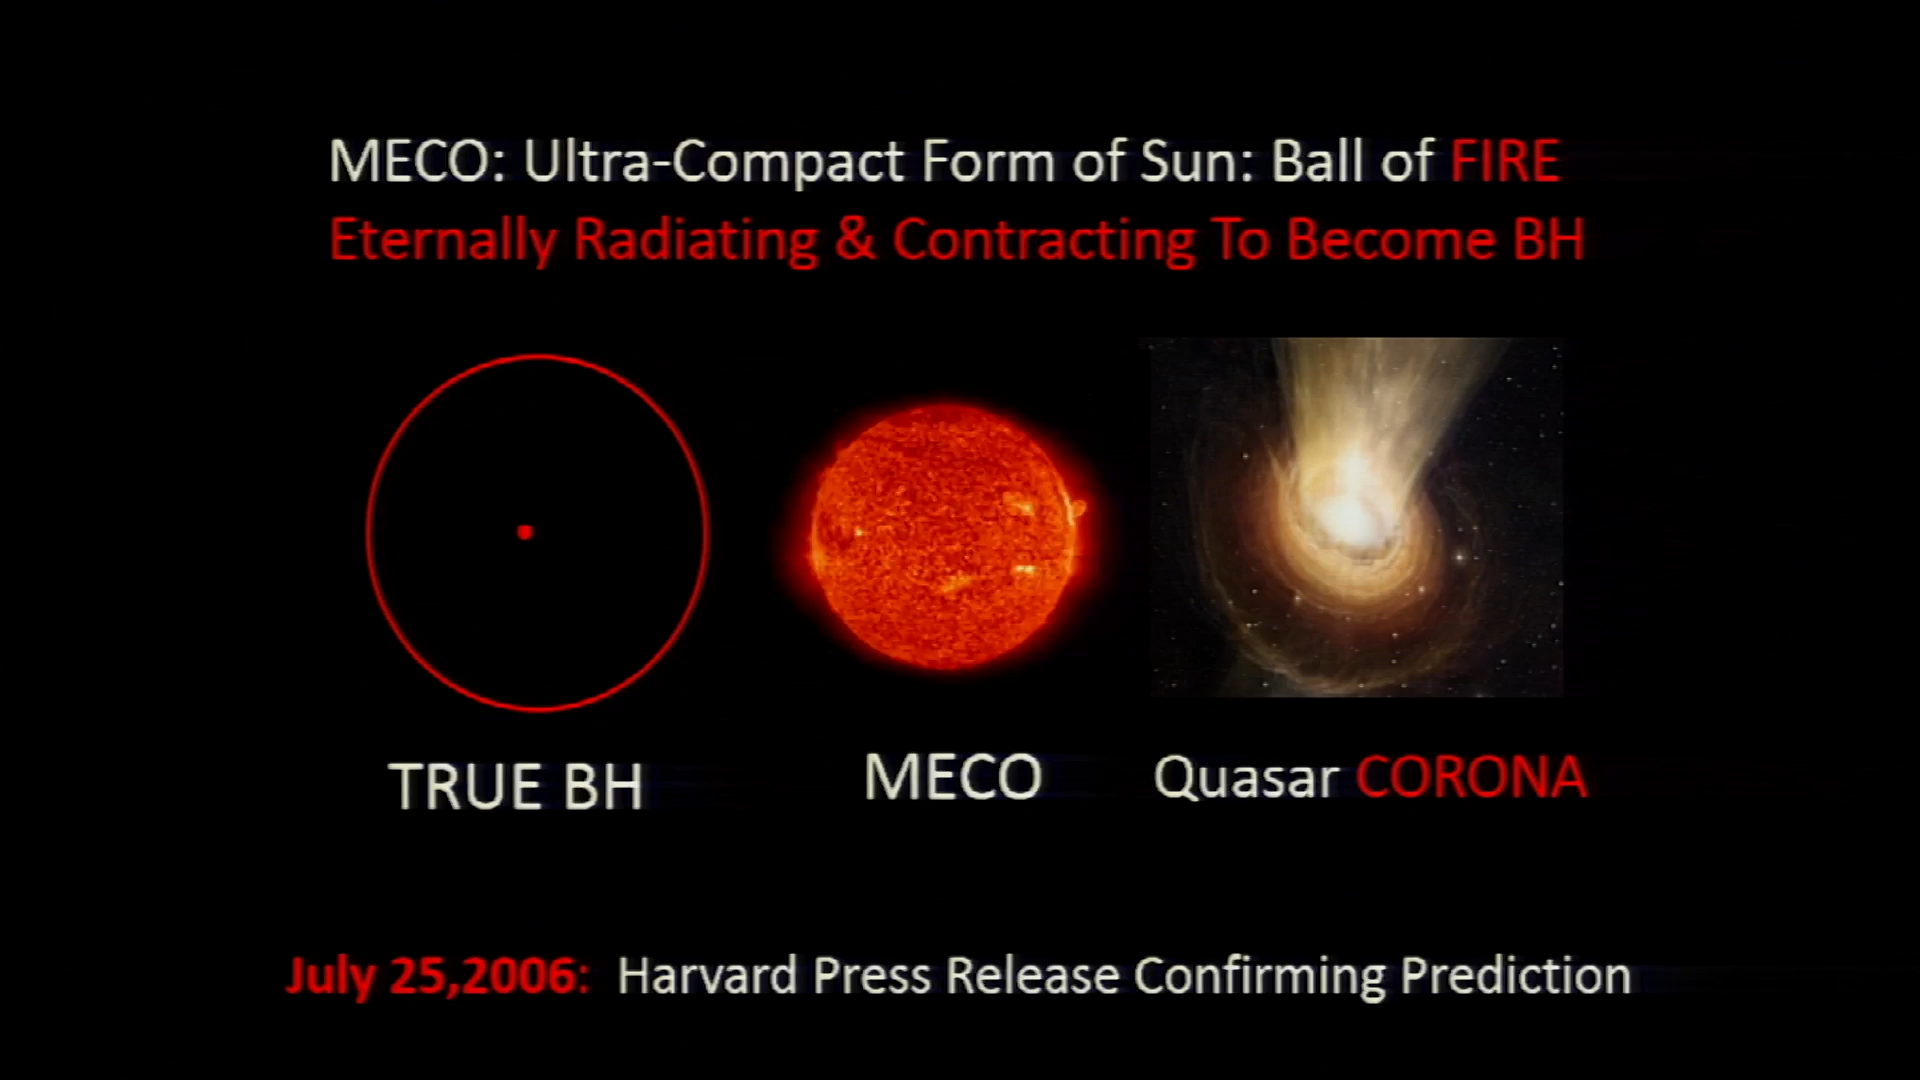 MECO: Ultra-Compact Form of Sun: Ball of FIRE
Eternally Radiating & Contracting To Become BH
TRUE BH
MECO
Quasar CORONA
July 25,2006: Harvard Press Release Confirming Prediction